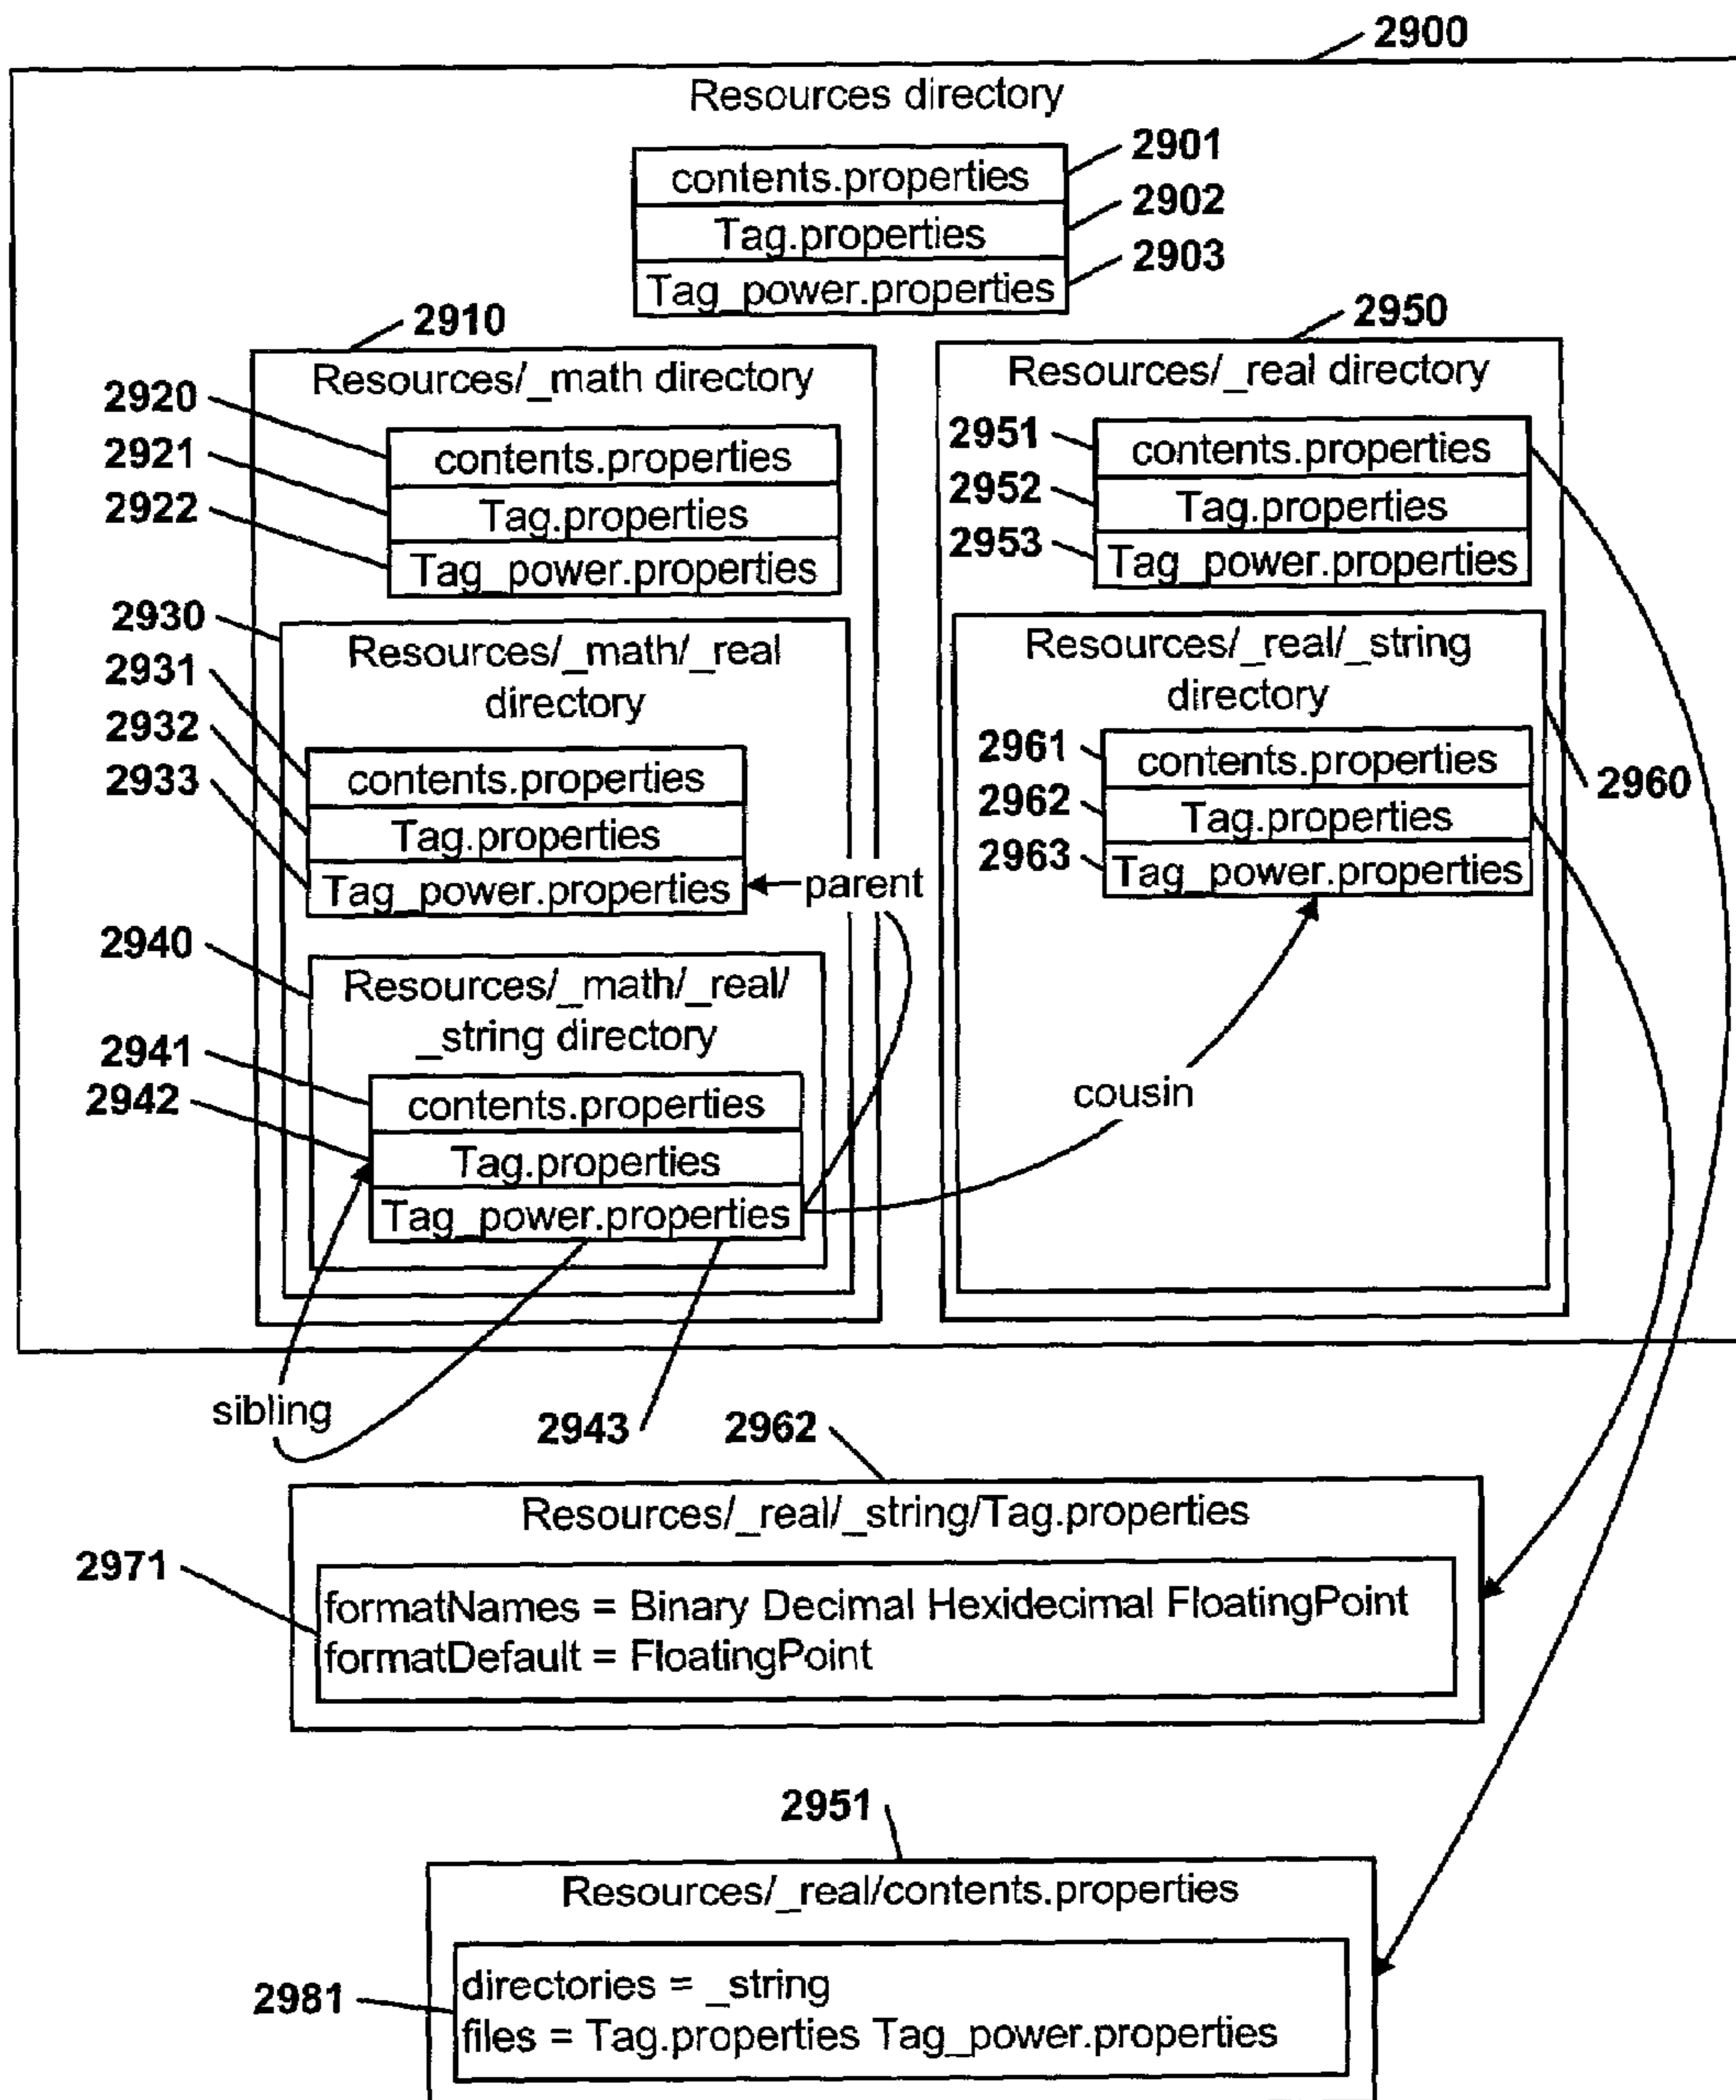 2900
Resources directory
contents.properties
2901
Tag.properties
2902
Tag_power.properties
2903
2910
Resources/_math directory
2920
contents.properties
2921
Tag.properties
2922
Tag_power.properties
2930
Resources/_math/_real
directory
2931
contents.properties
2932
Tag.properties
2933
Tag_power.properties
parent
2940
Resources/_math/_real/
_string directory
2941
contents.properties
2942
Tag.properties
Tag_power.properties
sibling
2943
2950
Resources/_real directory
2951
contents.properties
2952
Tag.properties
2953
Tag_power.properties
Resources/_real/_string
directory
2960
2961
contents.properties
2962
Tag.properties
2963
Tag_power.properties
cousin
2962
Resources/_real/_string/Tag.properties
2971
formatNames = Binary Decimal Hexidecimal FloatingPoint
formatDefault = FloatingPoint
2951
Resources/_real/contents.properties
2981
directories = _string
files = Tag.properties Tag_power.properties